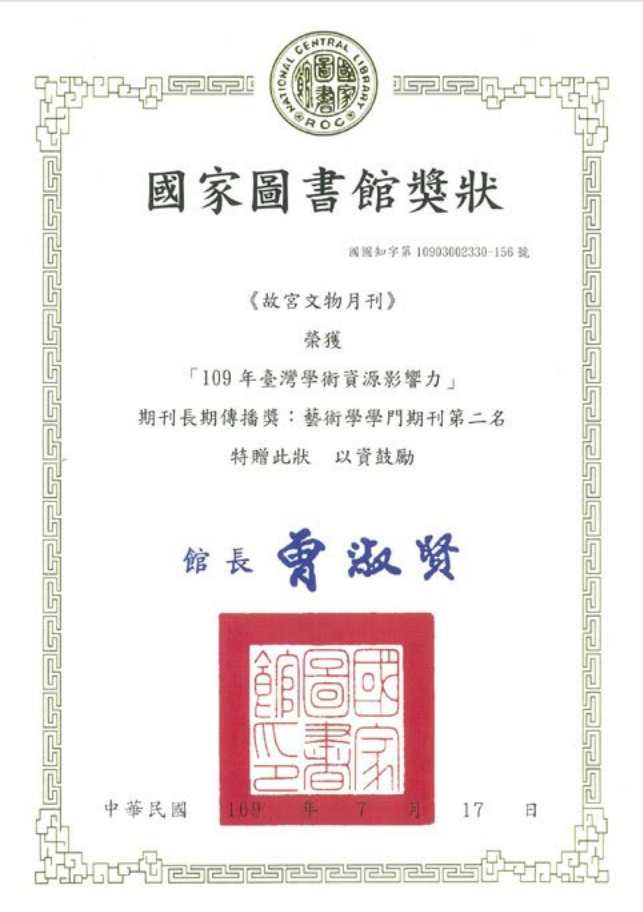 NATIONAL CENTRAL LIBRARY
國家圖書館
ROC
國家圖書館獎狀
國圖知字第 10903002330-156 號
《故宮文物月刊》
榮獲
「109 年臺灣學術資源影響力」
期刊長期傳播獎：藝術學學門期刊第二名
特贈此狀　以資鼓勵
館長 曾淑賢
國家圖書館印
中華民國 109 年 7 月 17 日